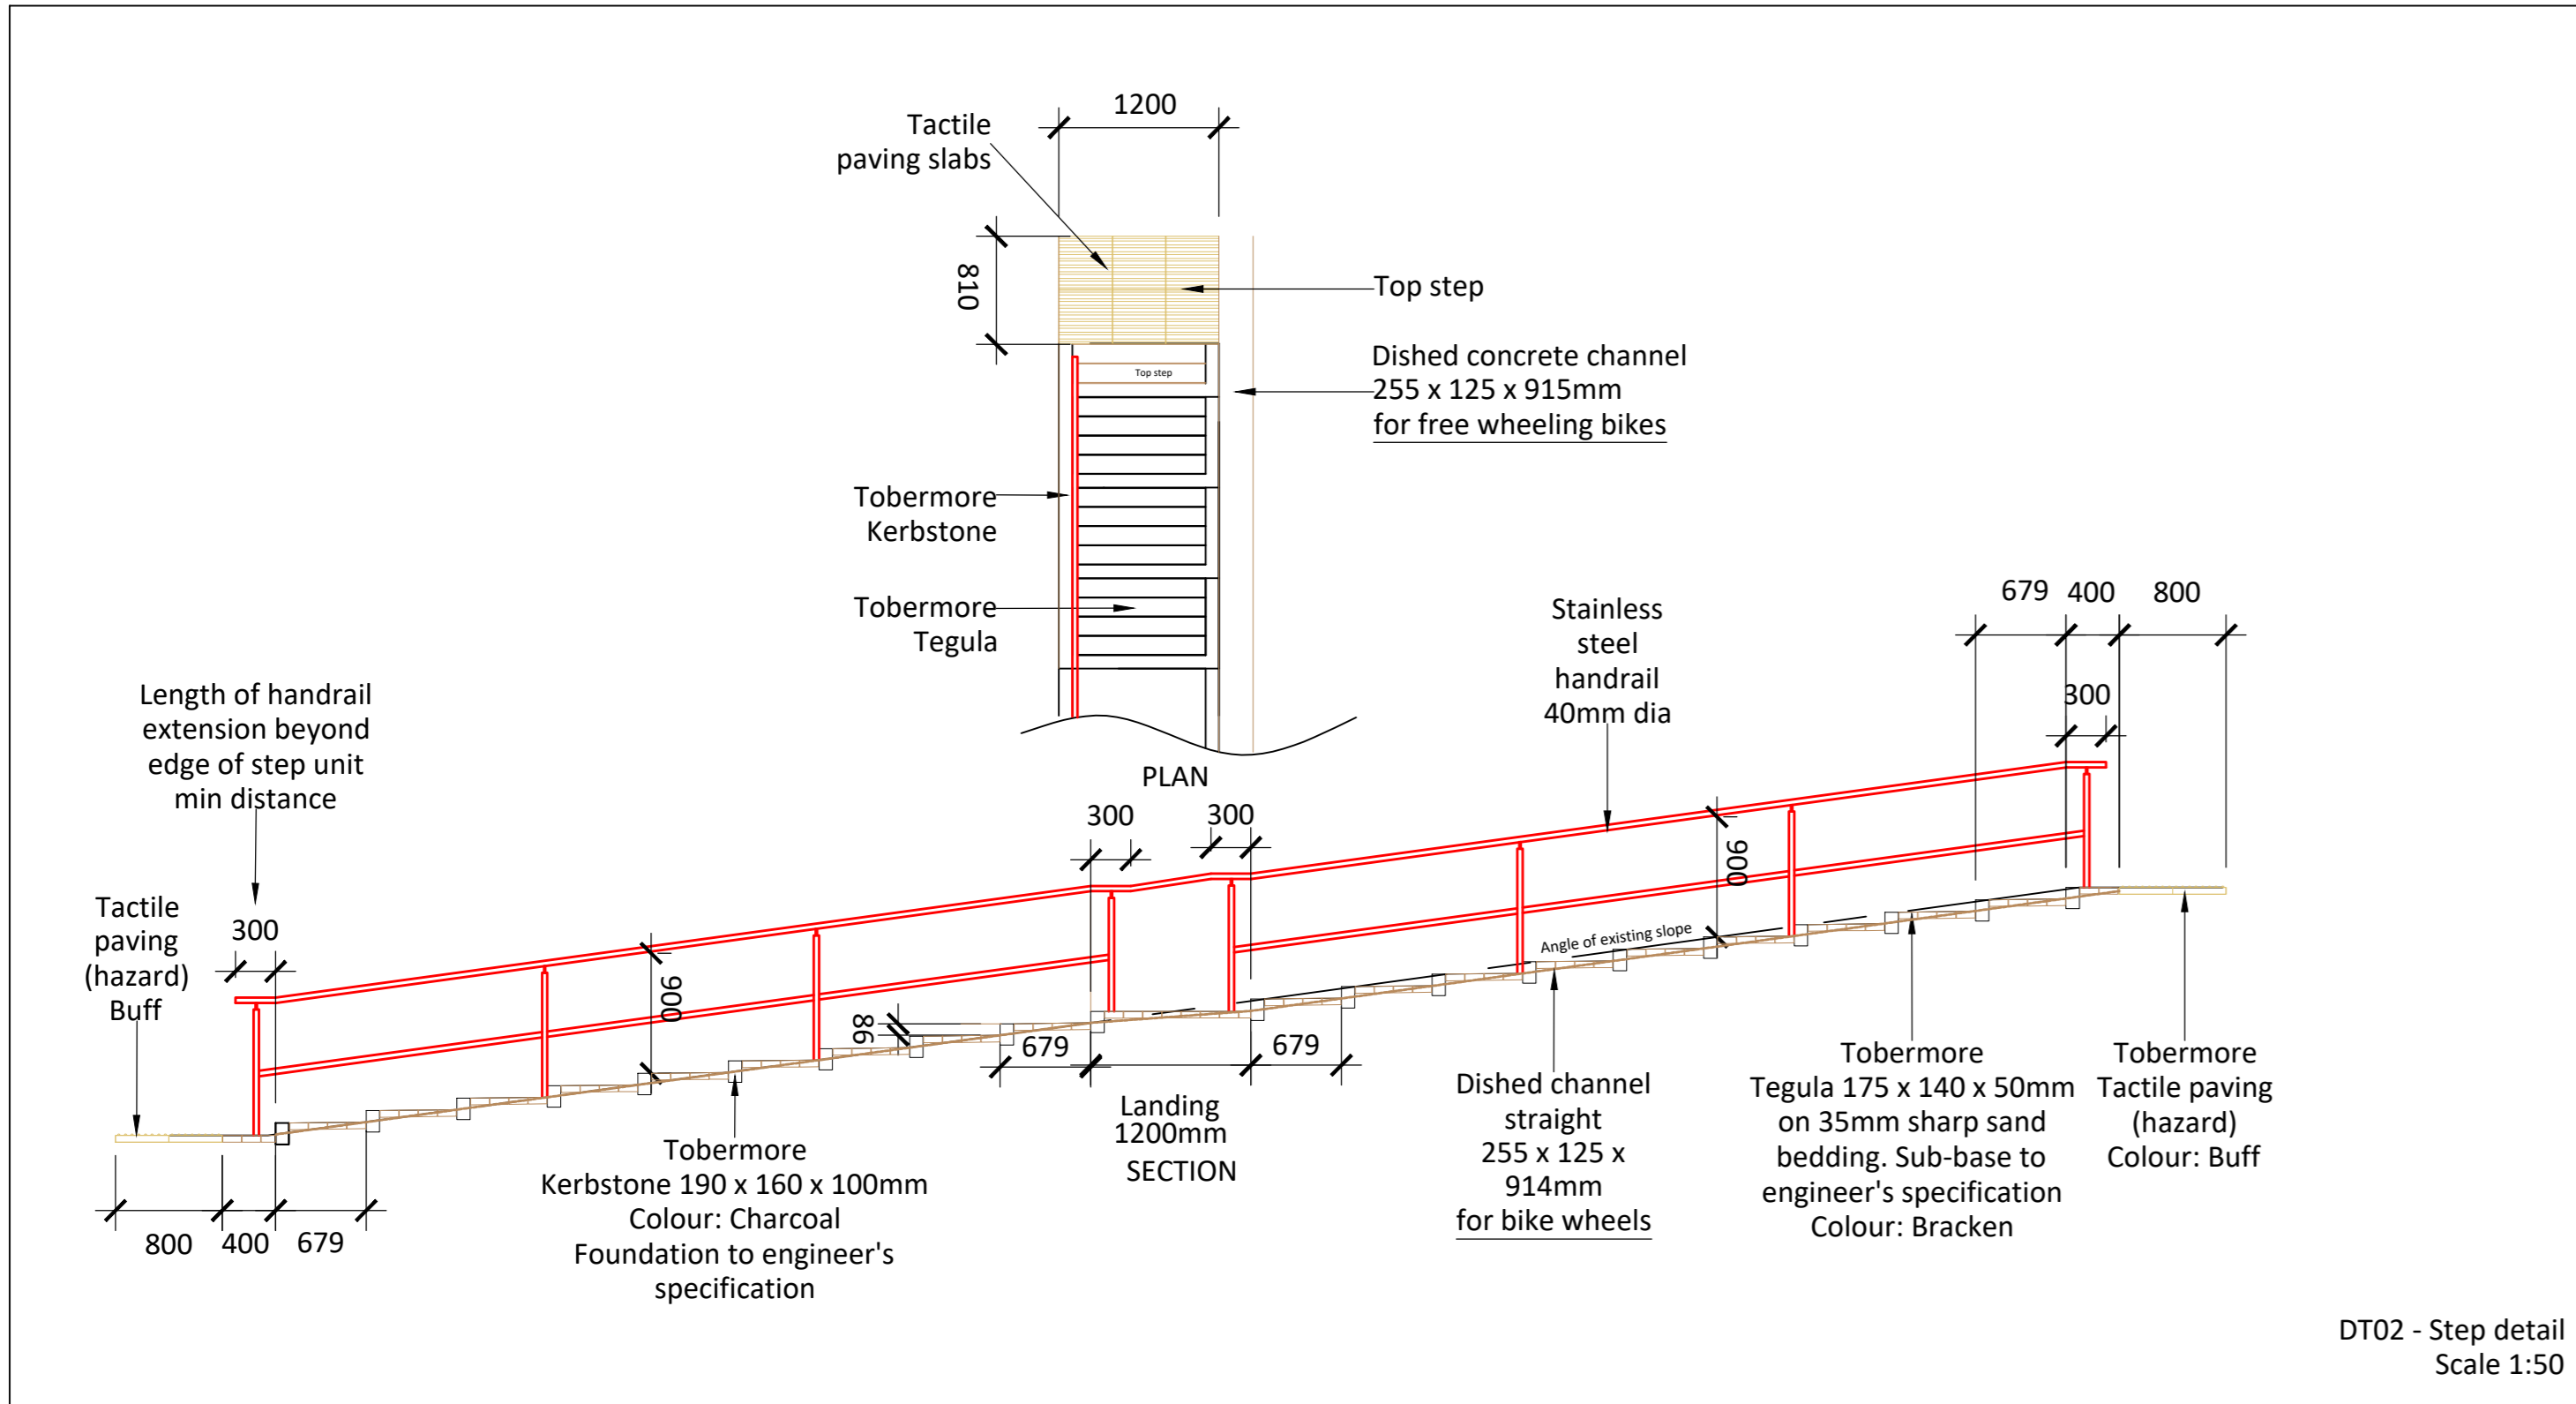 1200
Tactile
paving slabs
810
Top step
Dished concrete channel
255 x 125 x 915mm
for free wheeling bikes
Top step
Tobermore
Kerbstone
Tobermore
Tegula
PLAN
Stainless
steel
handrail
40mm dia
679
400
800
300
Length of handrail
extension beyond
edge of step unit
min distance
300
300
900
Tactile
paving
(hazard)
Buff
300
900
Angle of existing slope
86
679
679
Landing
1200mm
SECTION
Dished channel
straight
255 x 125 x
914mm
for bike wheels
Tobermore
Tegula 175 x 140 x 50mm
on 35mm sharp sand
bedding. Sub-base to
engineer's specification
Colour: Bracken
Tobermore
Tactile paving
(hazard)
Colour: Buff
Tobermore
Kerbstone 190 x 160 x 100mm
Colour: Charcoal
Foundation to engineer's
specification
800
400
679
DT02 - Step detail
Scale 1:50